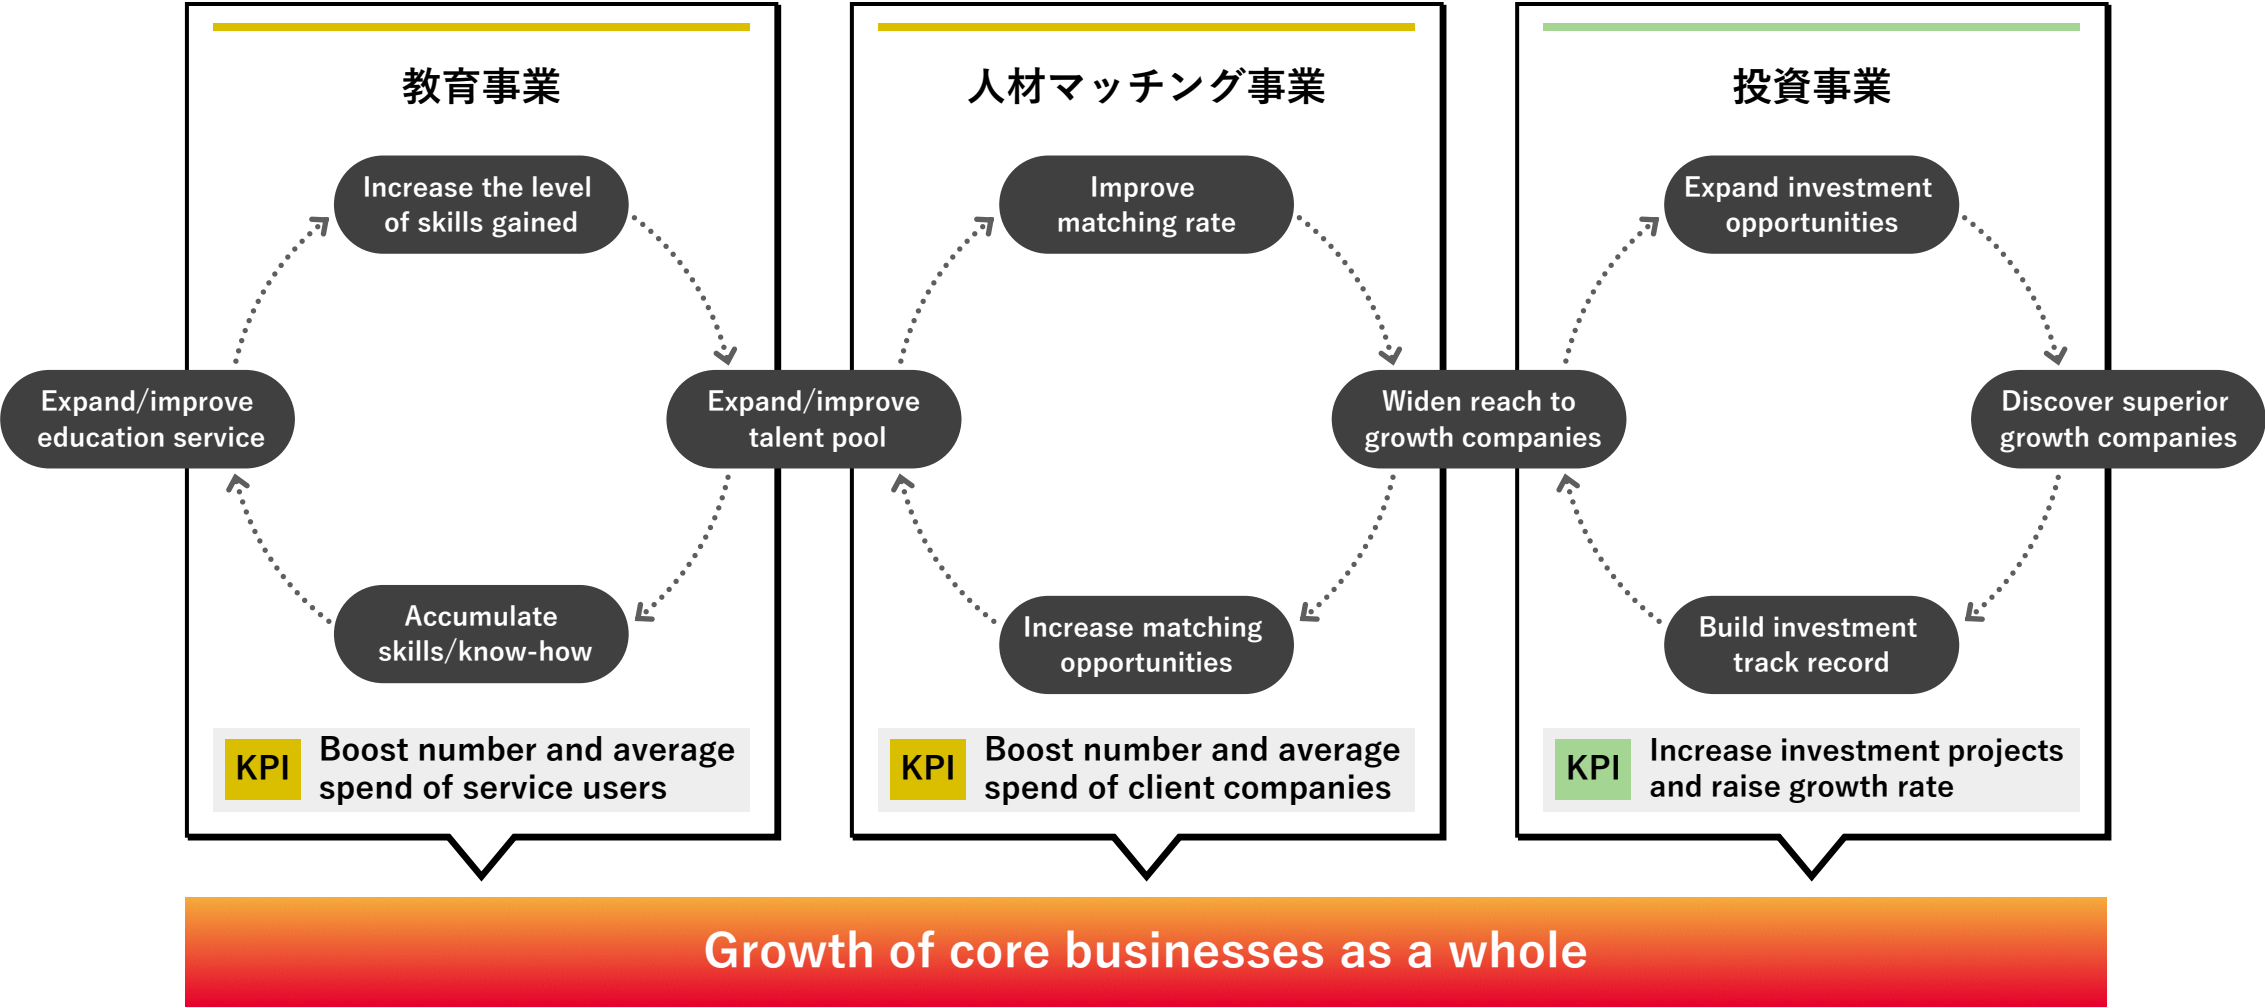 教育事業
Increase the level
of skills gained
Expand/improve
education service
Expand/improve
talent pool
Accumulate
skills/know-how
KPI
Boost number and average
spend of service users
人材マッチング事業
Improve
matching rate
Widen reach to
growth companies
Increase matching
opportunities
KPI
Boost number and average
spend of client companies
投資事業
Expand investment
opportunities
Discover superior
growth companies
Build investment
track record
KPI
Increase investment projects
and raise growth rate
Growth of core businesses as a whole